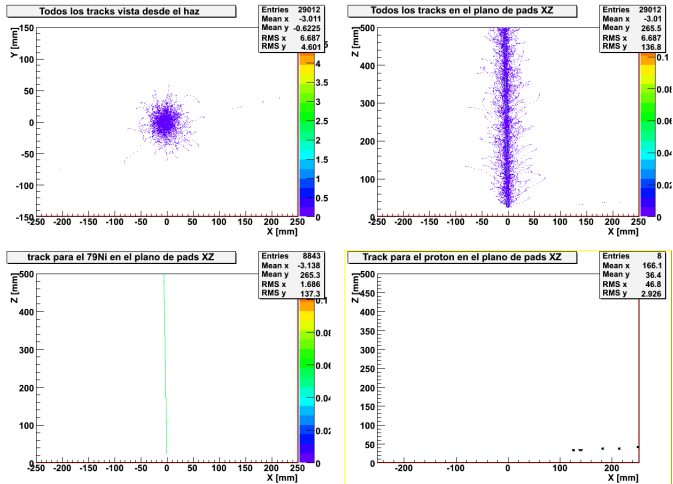 Todos los tracks vista desde el haz
Entries 29012
Mean x -3.011
Mean y -0.6225
RMS x 6.687
RMS y 4.601
Y [mm]
150
100
50
0
-50
-100
-150
-250 -200 -150 -100 -50 0 50 100 150 200 250
X [mm]
4
3.5
3
2.5
2
1.5
1
0.5
0
Todos los tracks en el plano de pads XZ
Entries 29012
Mean x -3.01
Mean y 265.5
RMS x 6.687
RMS y 136.8
Z [mm]
500
400
300
200
100
0
-250 -200 -150 -100 -50 0 50 100 150 200 250
X [mm]
0.1
0.08
0.06
0.04
0.02
0
track para el 79Ni en el plano de pads XZ
Entries 8843
Mean x -3.138
Mean y 265.3
RMS x 1.686
RMS y 137.3
Z [mm]
500
400
300
200
100
0
-250 -200 -150 -100 -50 0 50 100 150 200 250
X [mm]
0.1
0.08
0.06
0.04
0.02
0
Track para el proton en el plano de pads XZ
Entries 8
Mean x 166.1
Mean y 36.4
RMS x 46.8
RMS y 2.926
Z [mm]
500
450
400
350
300
250
200
150
100
50
0
-200 -100 0 100 200
X [mm]